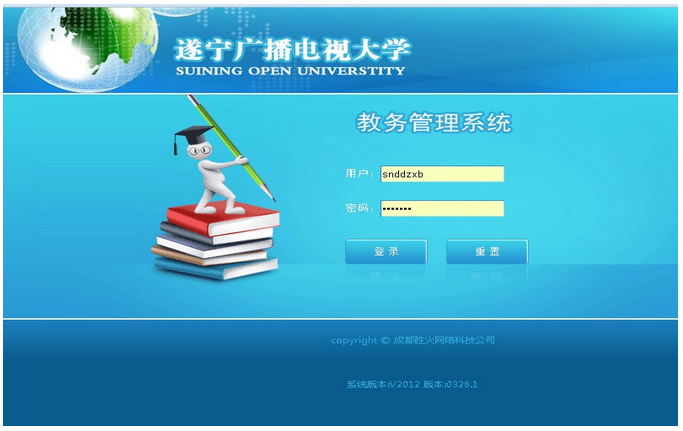 遂宁广播电视大学
SUINING OPEN UNIVERSTITY
教务管理系统
用户: snddzxb
密码: •••••••
登录 重置
copyright © 成都胜火网络科技公司
系统版本:V2012 版本:0328.1